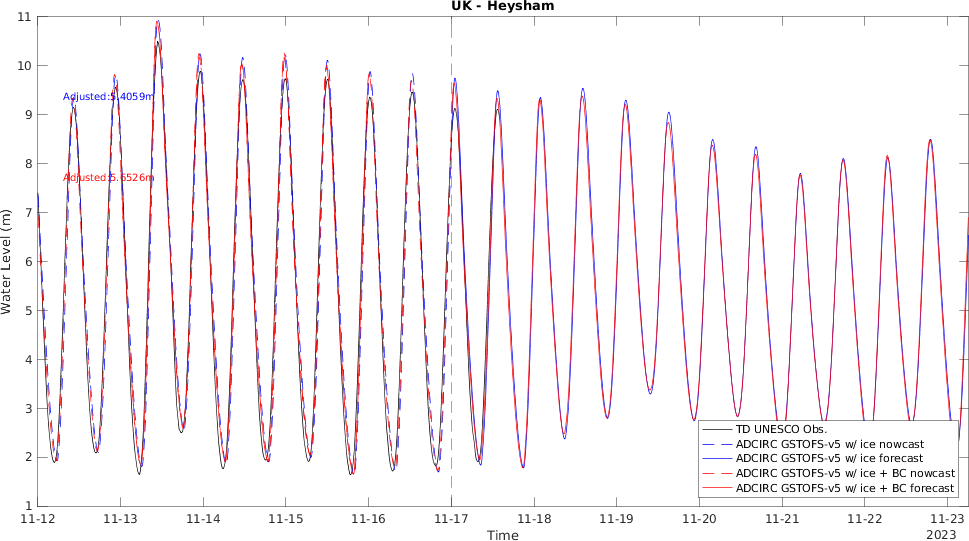 UK - Heysham
11
10
9
8
7
6
5
4
3
2
1
Water Level (m)
Adjusted:5.4059m
Adjusted:5.6526m
TD UNESCO Obs.
ADCIRC GSTOFS-v5 w/ ice nowcast
ADCIRC GSTOFS-v5 w/ ice forecast
ADCIRC GSTOFS-v5 w/ ice + BC nowcast
ADCIRC GSTOFS-v5 w/ ice + BC forecast
11-12 11-13 11-14 11-15 11-16 11-17 11-18 11-19 11-20 11-21 11-22 11-23
Time
2023